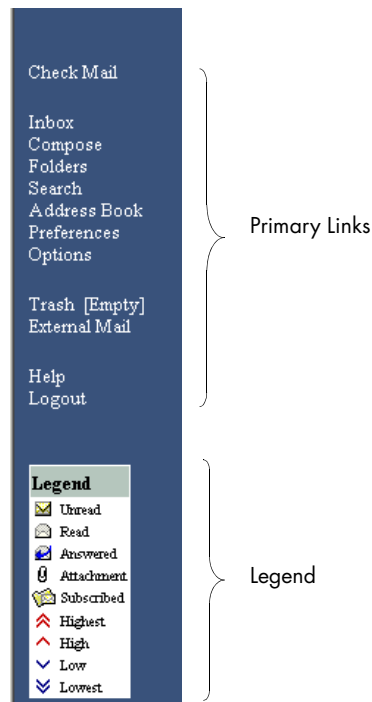 Check Mail
Inbox
Compose
Folders
Search
Address Book
Preferences
Options
Trash [Empty]
External Mail
Help
Logout
Primary Links
Legend
Unread
Read
Answered
Attachment
Subscribed
Highest
High
Low
Lowest
Legend